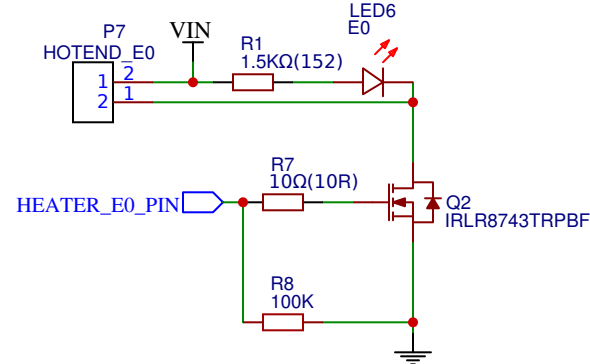 P7
HOTEND_E0
1 2
2 1
VIN
R1
1.5KΩ(152)
LED6
E0
HEATER_E0_PIN
R7
10Ω(10R)
Q2
IRLR8743TRPBF
R8
100K